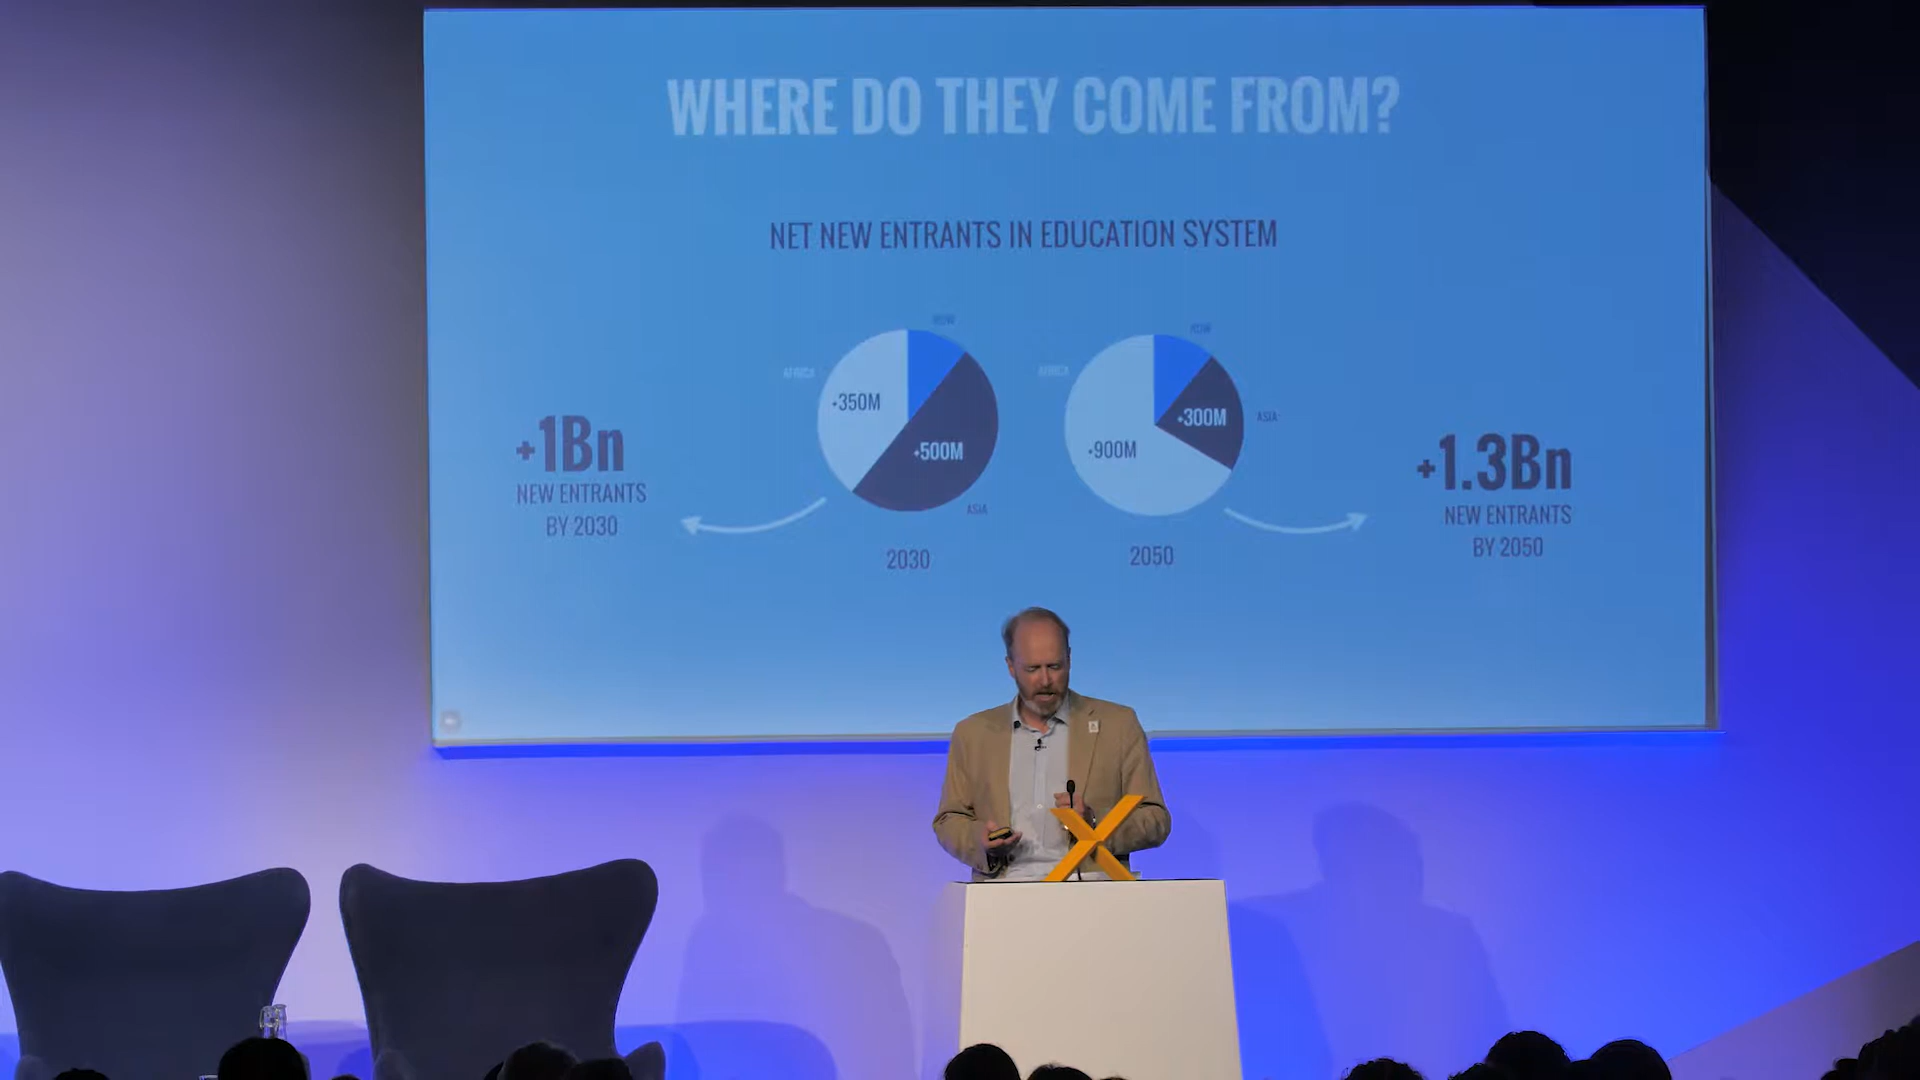 WHERE DO THEY COME FROM?
NET NEW ENTRANTS IN EDUCATION SYSTEM
ROW
AFRICA
+350M
+500M
ASIA
2030
ROW
AFRICA
+300M
ASIA
+900M
2050
+1Bn
NEW ENTRANTS
BY 2030
+1.3Bn
NEW ENTRANTS
BY 2050
X